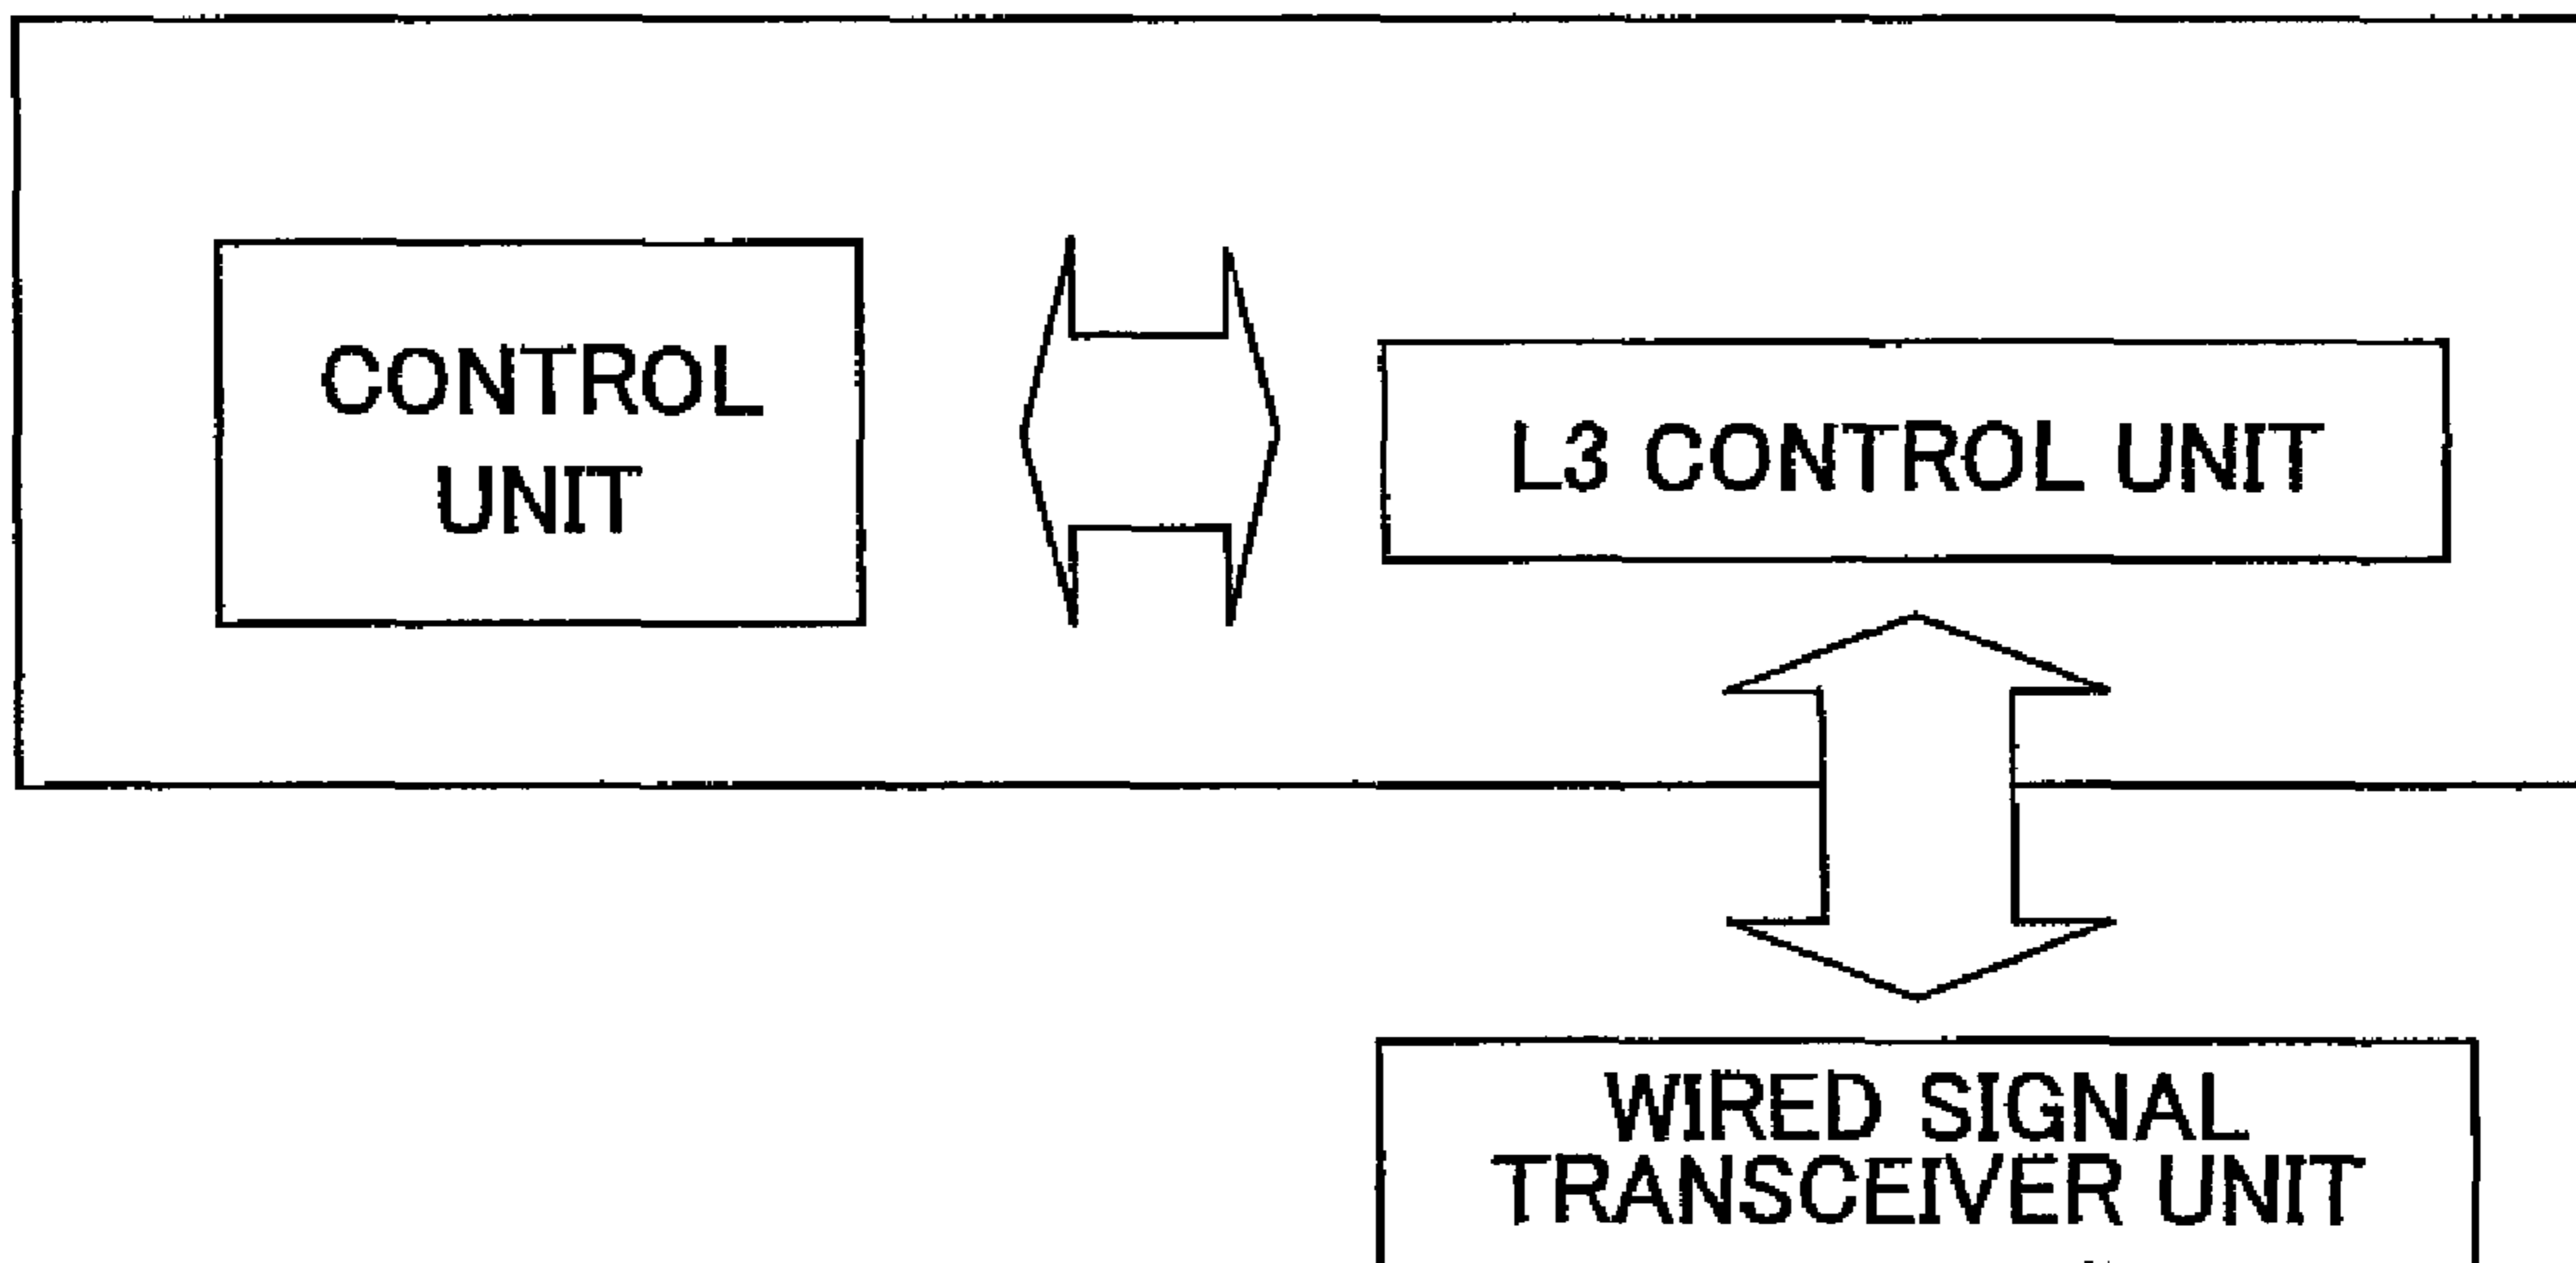 CONTROL
UNIT
L3 CONTROL UNIT
WIRED SIGNAL
TRANSCEIVER UNIT